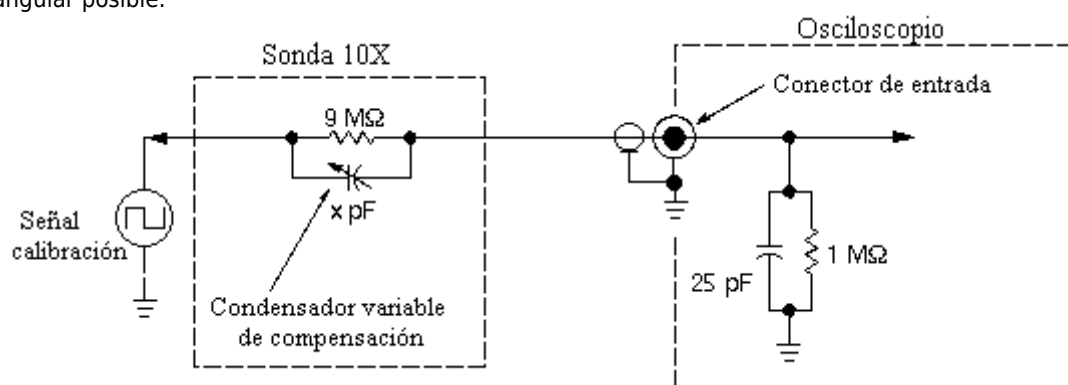 angular posible.
Osciloscopio
Sonda 10X
Conector de entrada
9 MΩ
x pF
Señal
calibración
1 MΩ
25 pF
Condensador variable
de compensación